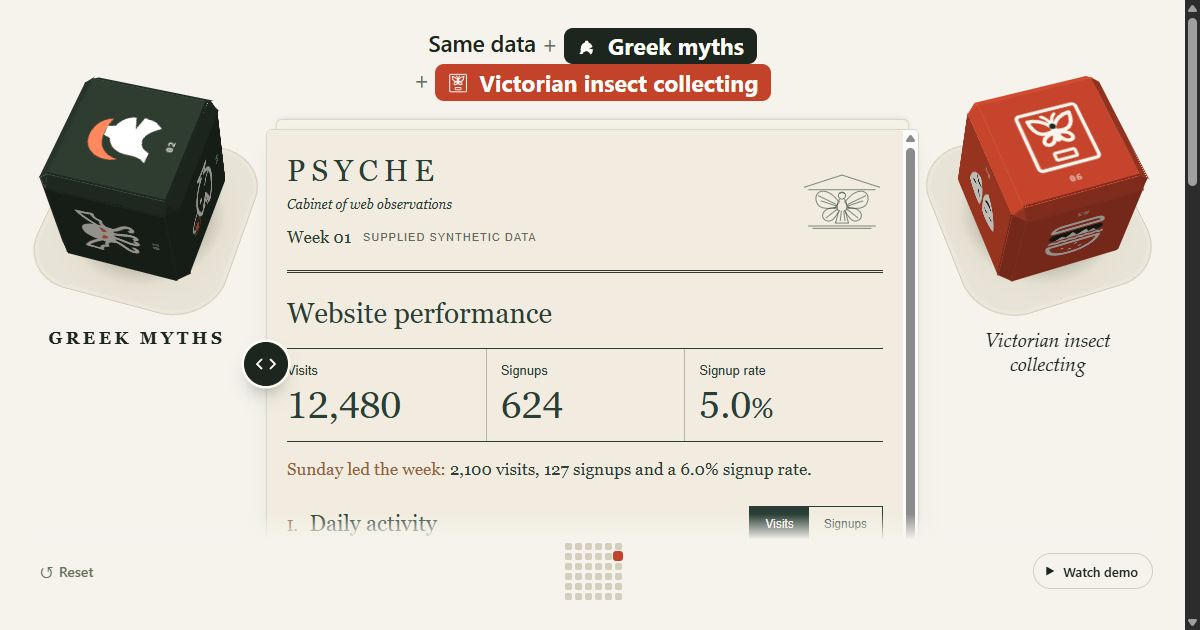 Same data + Greek myths
+ Victorian insect collecting
02
06
PSYCHE
Cabinet of web observations
Week 01 SUPPLIED SYNTHETIC DATA
Website performance
Visits Signups Signup rate
12,480 624 5.0%
Sunday led the week: 2,100 visits, 127 signups and a 6.0% signup rate.
I. Daily activity Visits Signups
GREEK MYTHS
Victorian insect
collecting
Reset
Watch demo